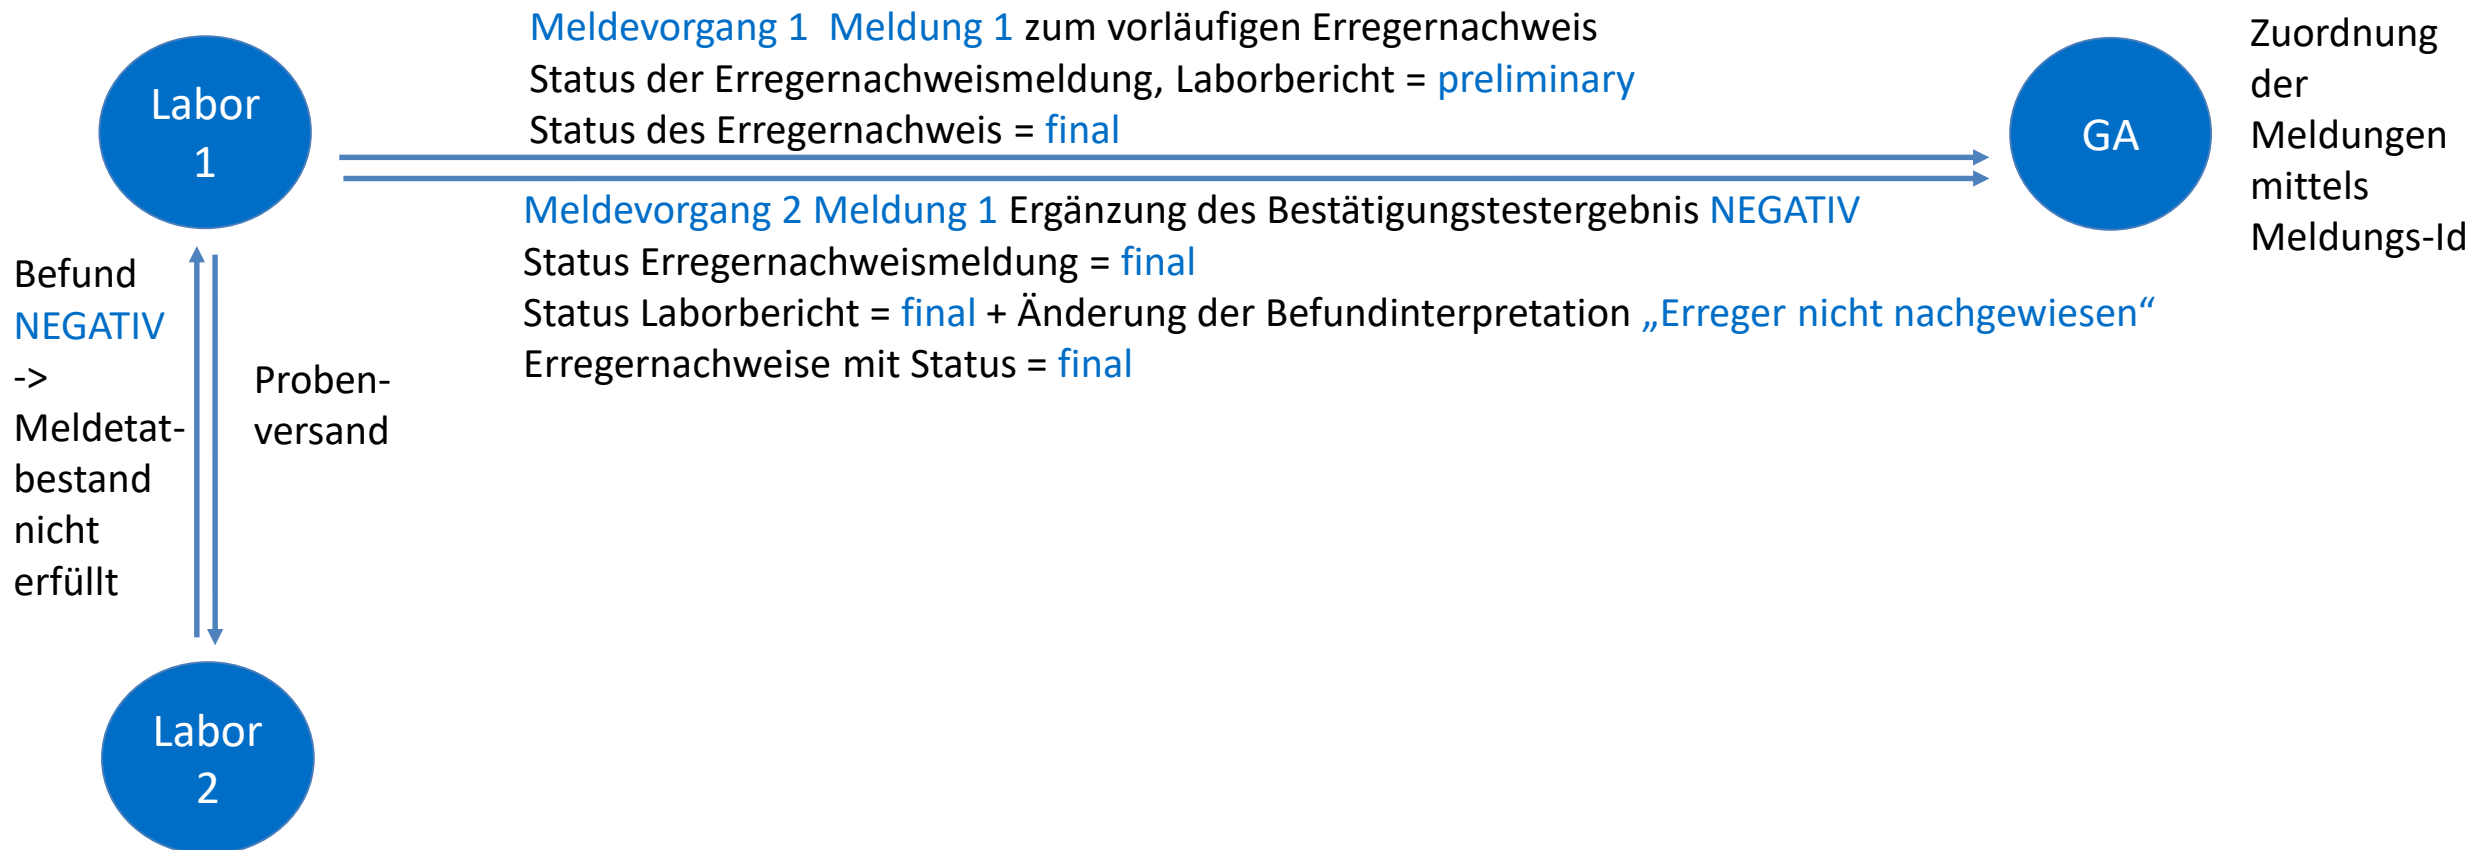 Labor
1
Meldevorgang 1  Meldung 1 zum vorläufigen Erregernachweis
Status der Erregernachweismeldung, Laborbericht = preliminary
Status des Erregernachweis = final
GA
Zuordnung
der
Meldungen
mittels
Meldungs-Id
Meldevorgang 2 Meldung 1 Ergänzung des Bestätigungstestergebnis NEGATIV
Status Erregernachweismeldung = final
Status Laborbericht = final + Änderung der Befundinterpretation „Erreger nicht nachgewiesen“
Erregernachweise mit Status = final
Befund
NEGATIV
->
Meldetat-
bestand
nicht
erfüllt
Proben-
versand
Labor
2